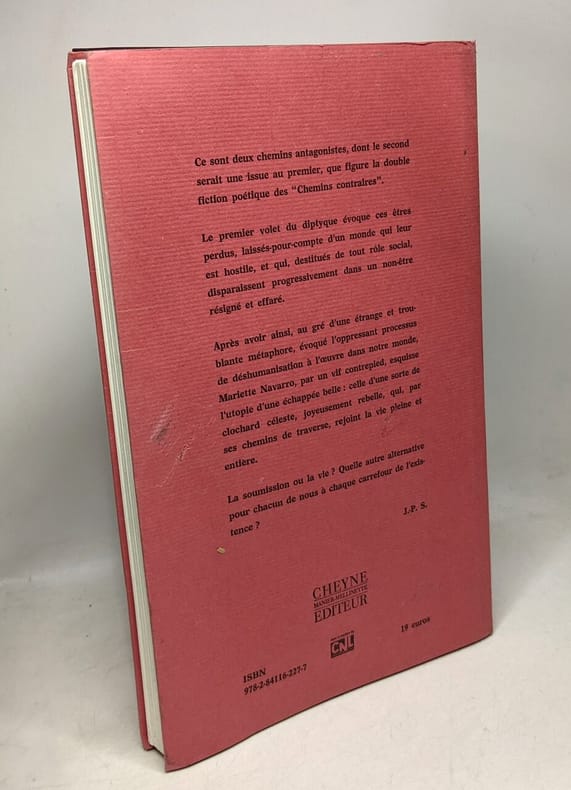 Ce sont deux chemins antagonistes, dont le second
serait une issue au premier, que figure la double
fiction poétique des "Chemins contraires".
Le premier volet du diptyque évoque ces êtres
perdus, laissés-pour-compte d'un monde qui leur
est hostile, et qui, destitués de tout rôle social,
disparaissent progressivement dans un non-être
résigné et effaré.
Après avoir ainsi, au gré d'une étrange et trou-
blante métaphore, évoqué l'oppressant processus
de déshumanisation à l'œuvre dans notre monde,
Mariette Navarro, par un vif contrepied, esquisse
l'utopie d'une échappée belle : celle d'une sorte de
clochard céleste, joyeusement rebelle, qui, par
ses chemins de traverse, rejoint la vie pleine et
entière.
La soumission ou la vie ? Quelle autre alternative
pour chacun de nous à chaque carrefour de l'exis-
tence ?
J.-P. S.
CHEYNE
MANIER-MELLINETTE
EDITEUR
CNL
19 euros
ISBN
978-2-84116-227-7